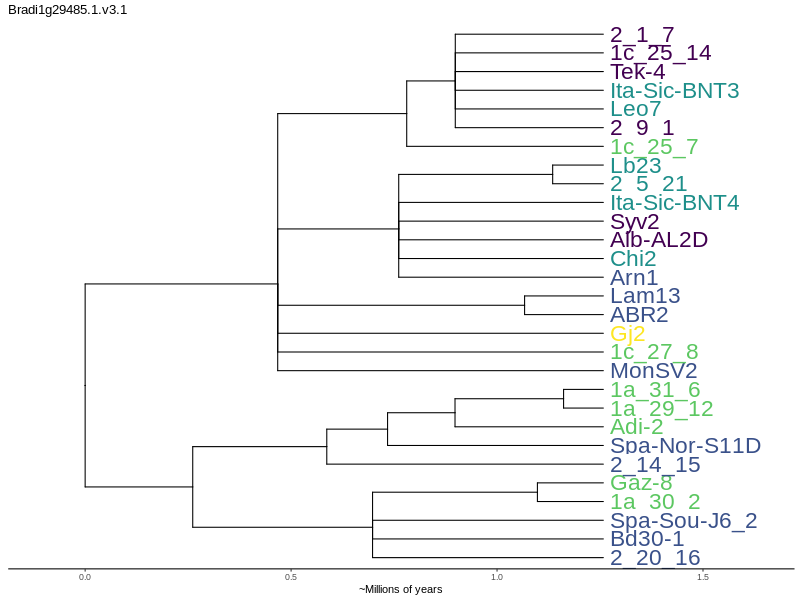 Bradi1g29485.1.v3.1
2_1_7
1c_25_14
Tek-4
Ita-Sic-BNT3
Leo7
2_9_1
1c_25_7
Lb23
2_5_21
Ita-Sic-BNT4
Syv2
Alb-AL2D
Chi2
Arn1
Lam13
ABR2
Gj2
1c_27_8
MonSV2
1a_31_6
1a_29_12
Adi-2
Spa-Nor-S11D
2_14_15
Gaz-8
1a_30_2
Spa-Sou-J6_2
Bd30-1
2_20_16
0.0 0.5 1.0 1.5
~Millions of years